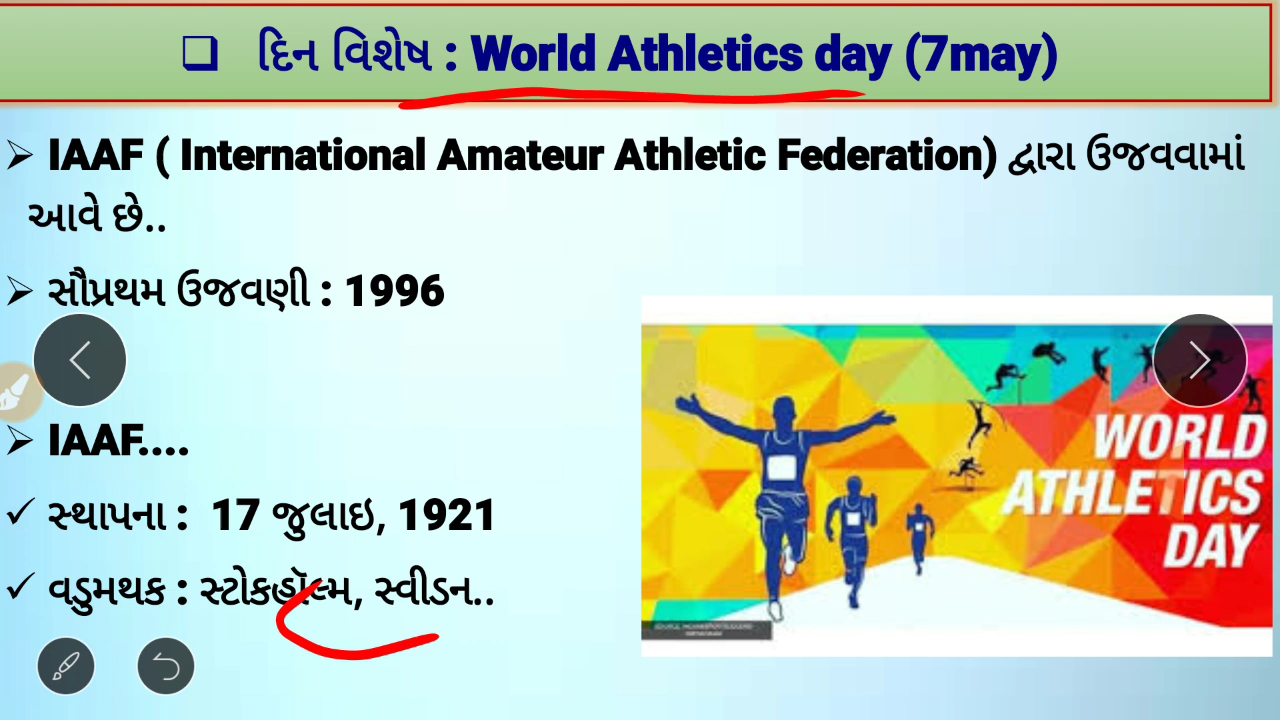 ❑ દિન વિશેષ : World Athletics day (7may)
➢ IAAF ( International Amateur Athletic Federation) દ્વારા ઉજવવામાં
આવે છે..
➢ સૌપ્રથમ ઉજવણી : 1996
➢ IAAF....
✓ સ્થાપના : 17 જુલાઇ, 1921
✓ વડુમથક : સ્ટોકહૉલ્મ, સ્વીડન..
WORLD
ATHLETICS
DAY